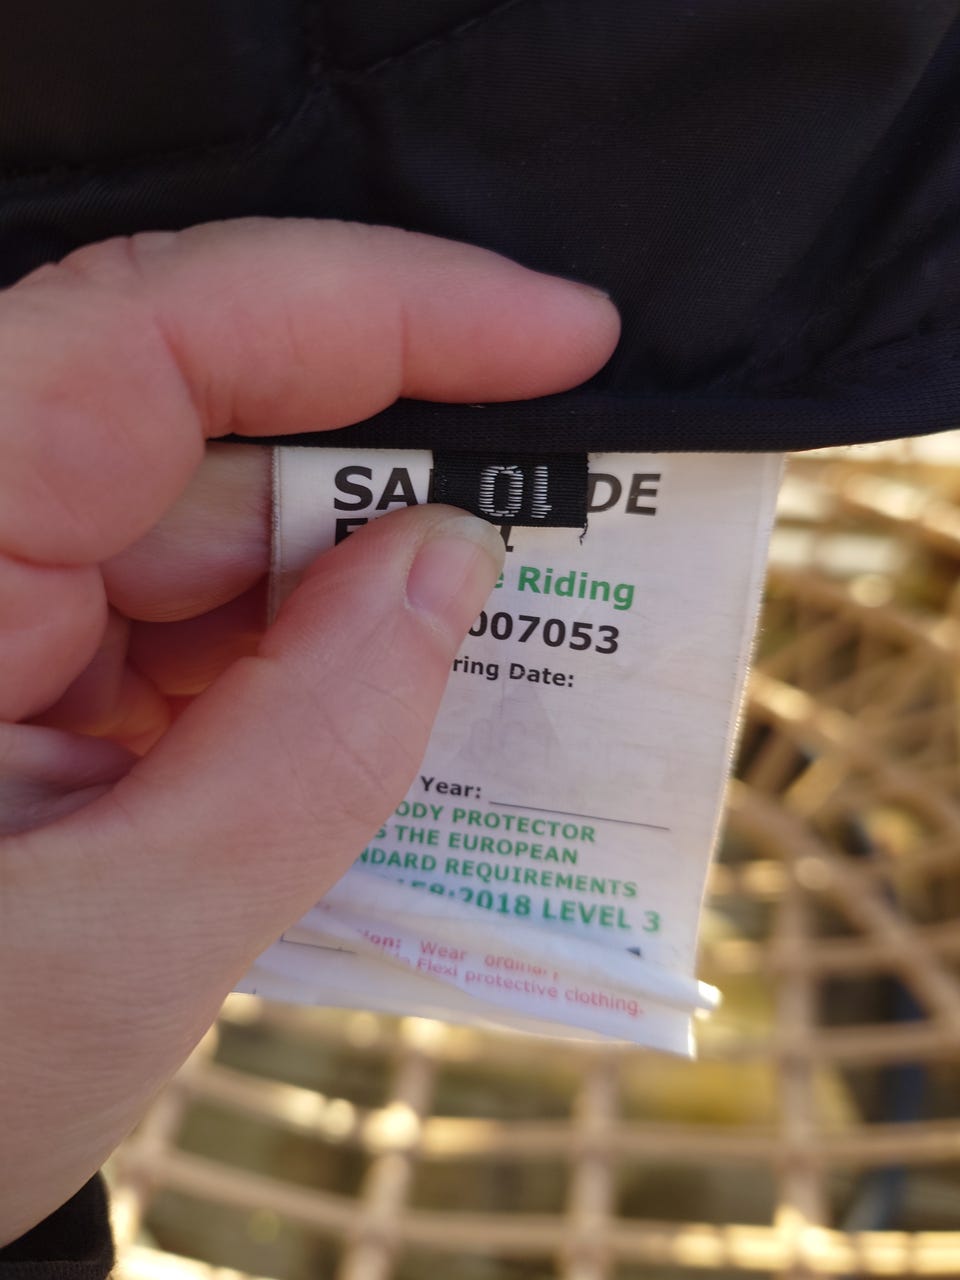 10
SA DE
Riding
007053
ring Date:
Year:
ODY PROTECTOR
S THE EUROPEAN
NDARD REQUIREMENTS
:2018 LEVEL 3
ion: Wear
Flexi protective clothing.